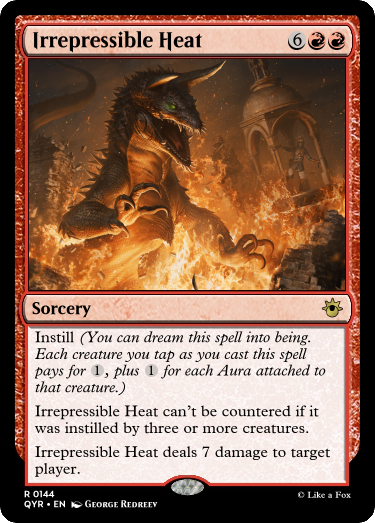 Irrepressible Heat 6
Sorcery
Instill (You can dream this spell into being.
Each creature you tap as you cast this spell
pays for 1, plus 1 for each Aura attached to
that creature.)
Irrepressible Heat can't be countered if it
was instilled by three or more creatures.
Irrepressible Heat deals 7 damage to target
player.
R 0144
QYR • EN George Redreev
© Like a Fox